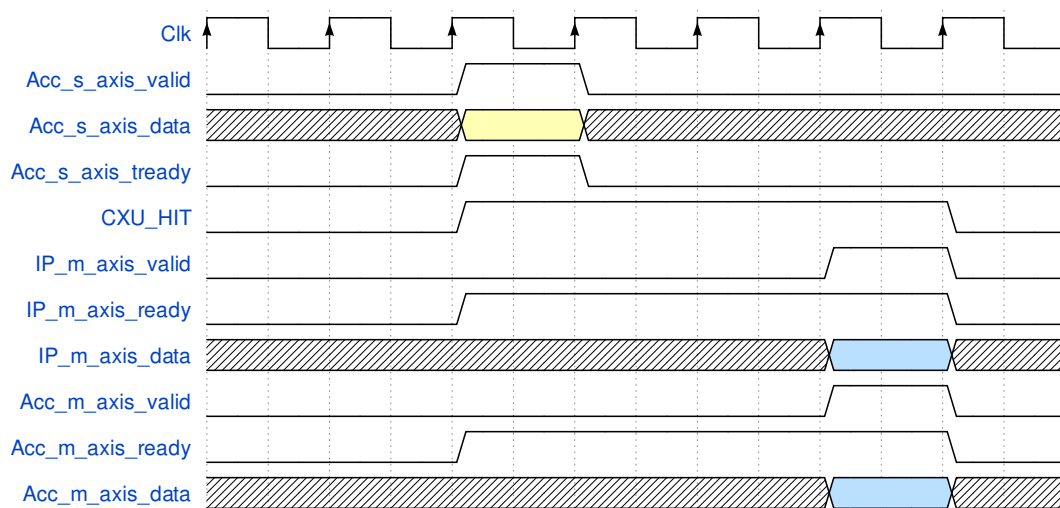 Clk
Acc_s_axis_valid
Acc_s_axis_data
Acc_s_axis_tready
CXU_HIT
IP_m_axis_valid
IP_m_axis_ready
IP_m_axis_data
Acc_m_axis_valid
Acc_m_axis_ready
Acc_m_axis_data